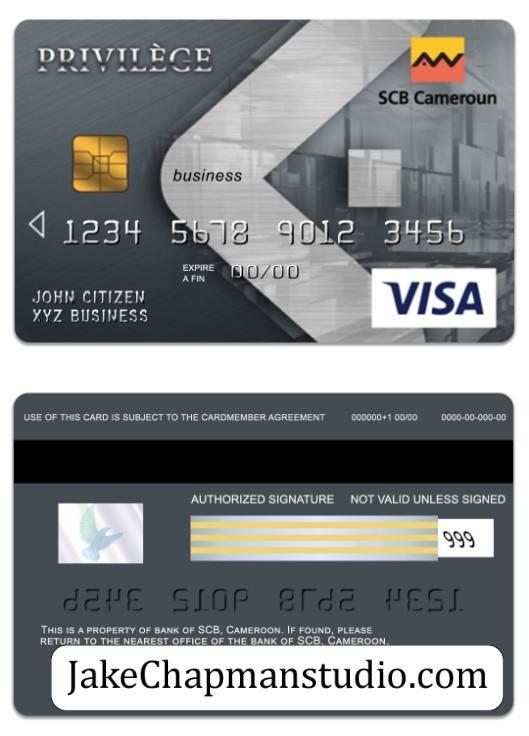 PRIVILÈGE
SCB Cameroun
business
1234 5678 9012 3456
EXPIRE
A FIN
00/00
JOHN CITIZEN
XYZ BUSINESS
VISA
USE OF THIS CARD IS SUBJECT TO THE CARDMEMBER AGREEMENT 000000+1 00/00 0000-00-000-00
AUTHORIZED SIGNATURE NOT VALID UNLESS SIGNED
999
THIS IS A PROPERTY OF BANK OF SCB, CAMEROON. IF FOUND, PLEASE
RETURN TO THE NEAREST OFFICE OF THE BANK OF SCB, CAMEROON.
JakeChapmanstudio.com